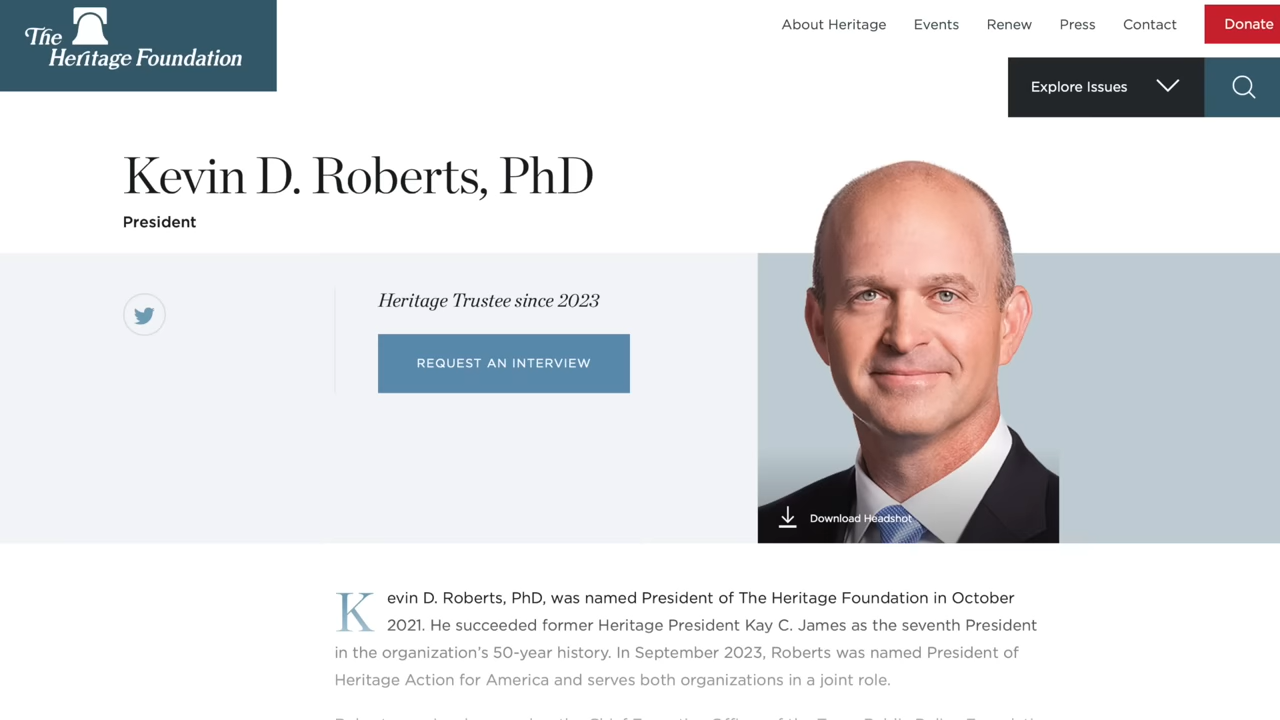 The
Heritage Foundation
About Heritage Events Renew Press Contact Donate
Explore Issues
Kevin D. Roberts, PhD
President
Heritage Trustee since 2023
REQUEST AN INTERVIEW
Download Headshot
Kevin D. Roberts, PhD, was named President of The Heritage Foundation in October
2021. He succeeded former Heritage President Kay C. James as the seventh President
in the organization's 50-year history. In September 2023, Roberts was named President of
Heritage Action for America and serves both organizations in a joint role.